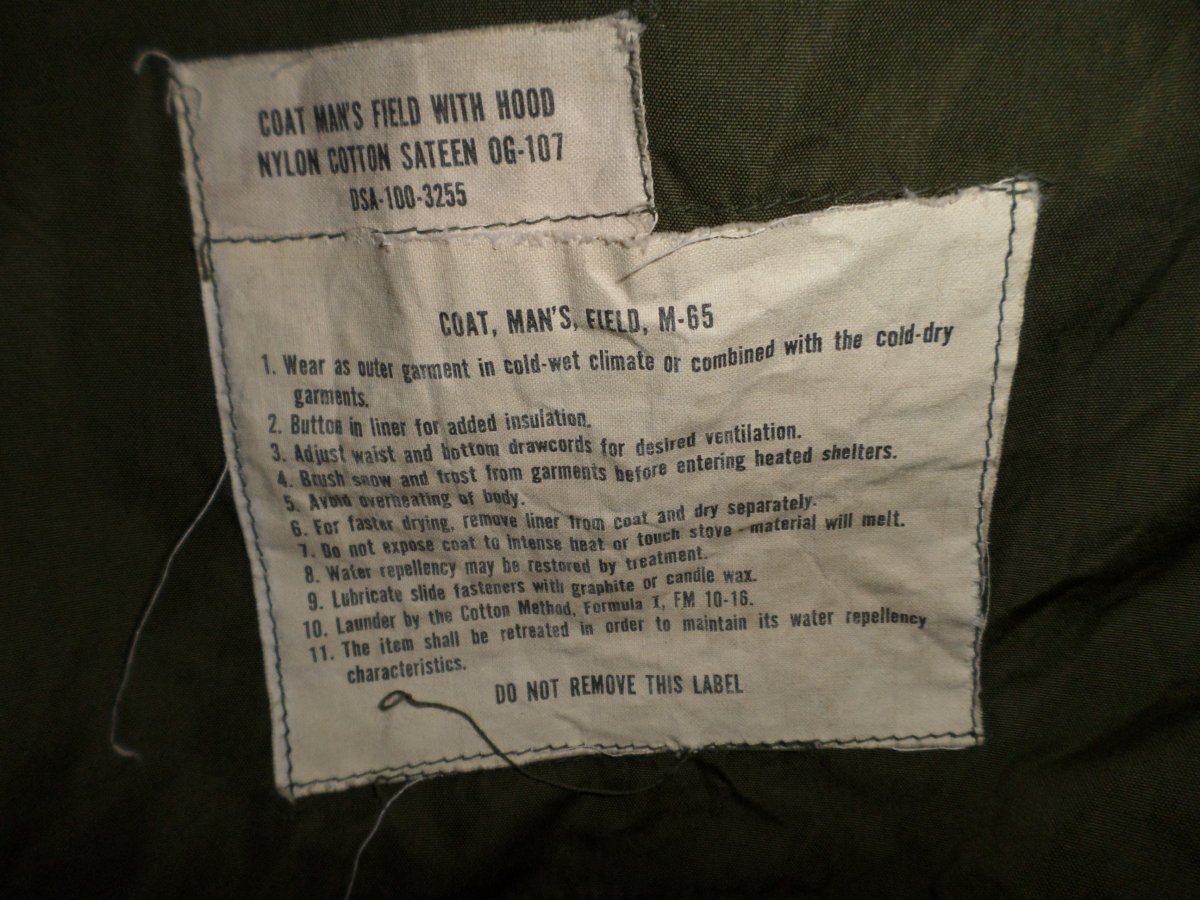 COAT MAN'S FIELD WITH HOOD
NYLON COTTON SATEEN OG-107
DSA-100-3255
COAT, MAN'S, FIELD, M-65
1. Wear as outer garment in cold-wet climate or combined with the cold-dry
garments.
2. Button in liner for added insulation.
3. Adjust waist and bottom drawcords for desired ventilation.
4. Brush snow and frost from garments before entering heated shelters.
5. Avoid overheating of body.
6. For faster drying, remove liner from coat and dry separately.
7. Do not expose coat to intense heat or touch stove - material will melt.
8. Water repellency may be restored by treatment.
9. Lubricate slide fasteners with graphite or candle wax.
10. Launder by the Cotton Method, Formula I, FM 10-16.
11. The item shall be retreated in order to maintain its water repellency
characteristics.
DO NOT REMOVE THIS LABEL